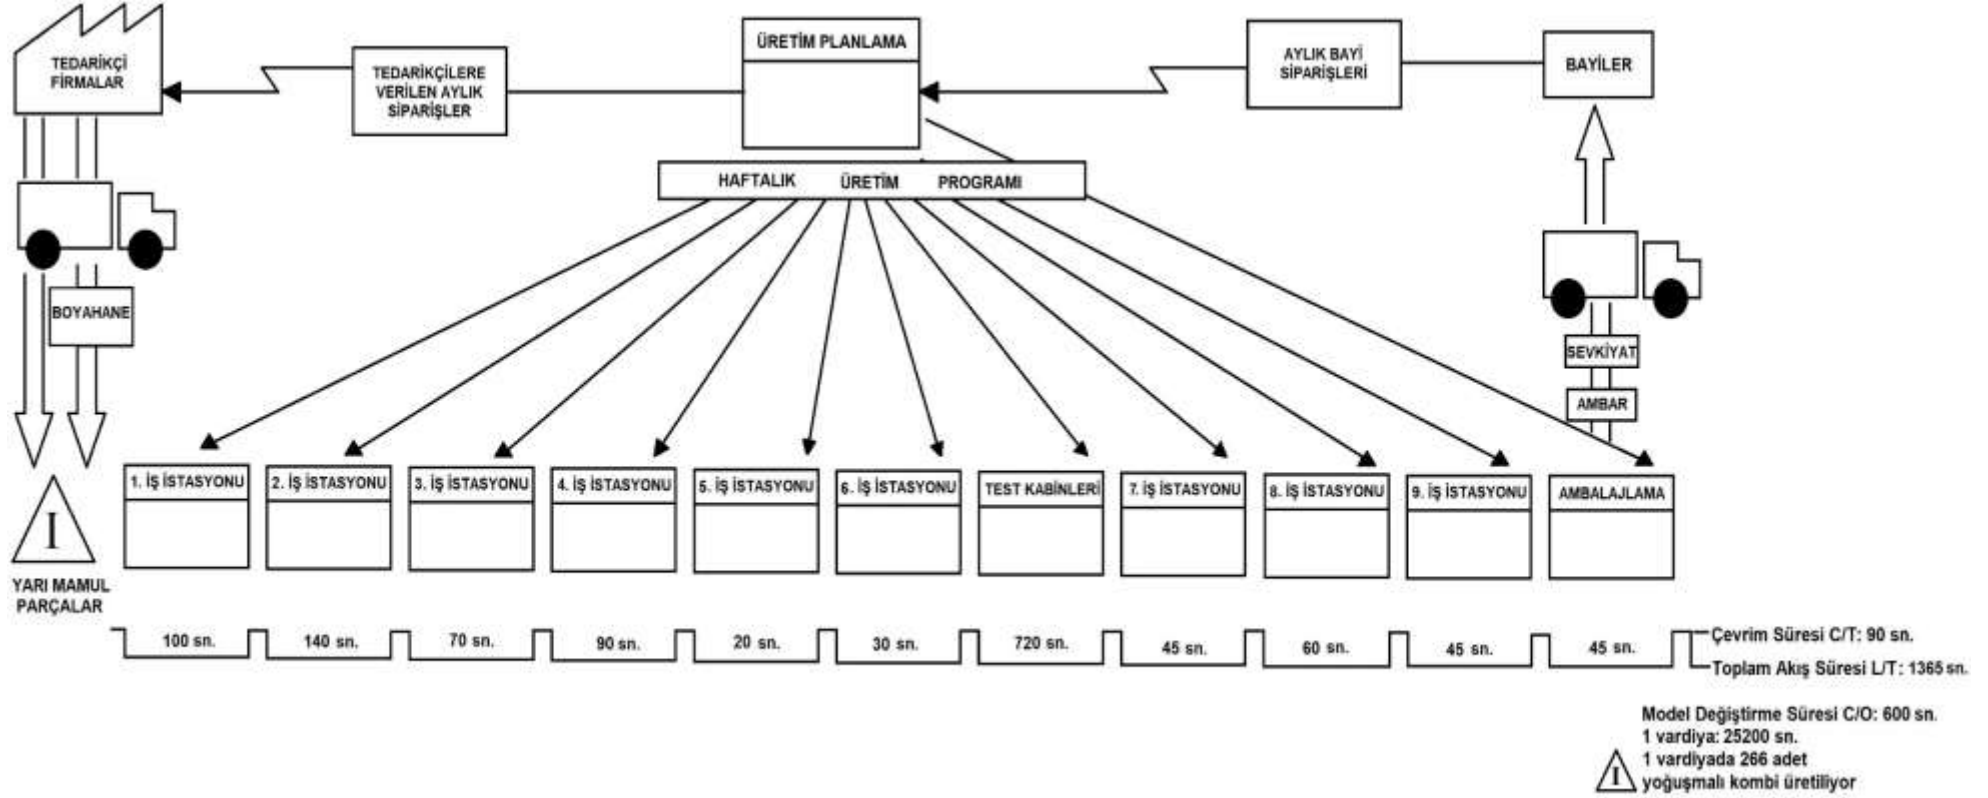 TEDARİKÇİ
FİRMALAR
TEDARİKÇİLERE
VERİLEN AYLIK
SİPARİŞLER
ÜRETİM PLANLAMA
AYLIK BAYİ
SİPARİŞLERİ
BAYİLER
HAFTALIK ÜRETİM PROGRAMI
BOYAHANE
SEVKİYAT
AMBAR
1. İŞ İSTASYONU
2. İŞ İSTASYONU
3. İŞ İSTASYONU
4. İŞ İSTASYONU
5. İŞ İSTASYONU
6. İŞ İSTASYONU
TEST KABİNLERİ
7. İŞ İSTASYONU
8. İŞ İSTASYONU
9. İŞ İSTASYONU
AMBALAJLAMA
I
YARI MAMUL
PARÇALAR
100 sn.
140 sn.
70 sn.
90 sn.
20 sn.
30 sn.
720 sn.
45 sn.
60 sn.
45 sn.
45 sn.
Çevrim Süresi C/T: 90 sn.
Toplam Akış Süresi L/T: 1365 sn.
Model Değiştirme Süresi C/O: 600 sn.
1 vardiya: 25200 sn.
1 vardiyada 266 adet
I yoğuşmalı kombi üretiliyor